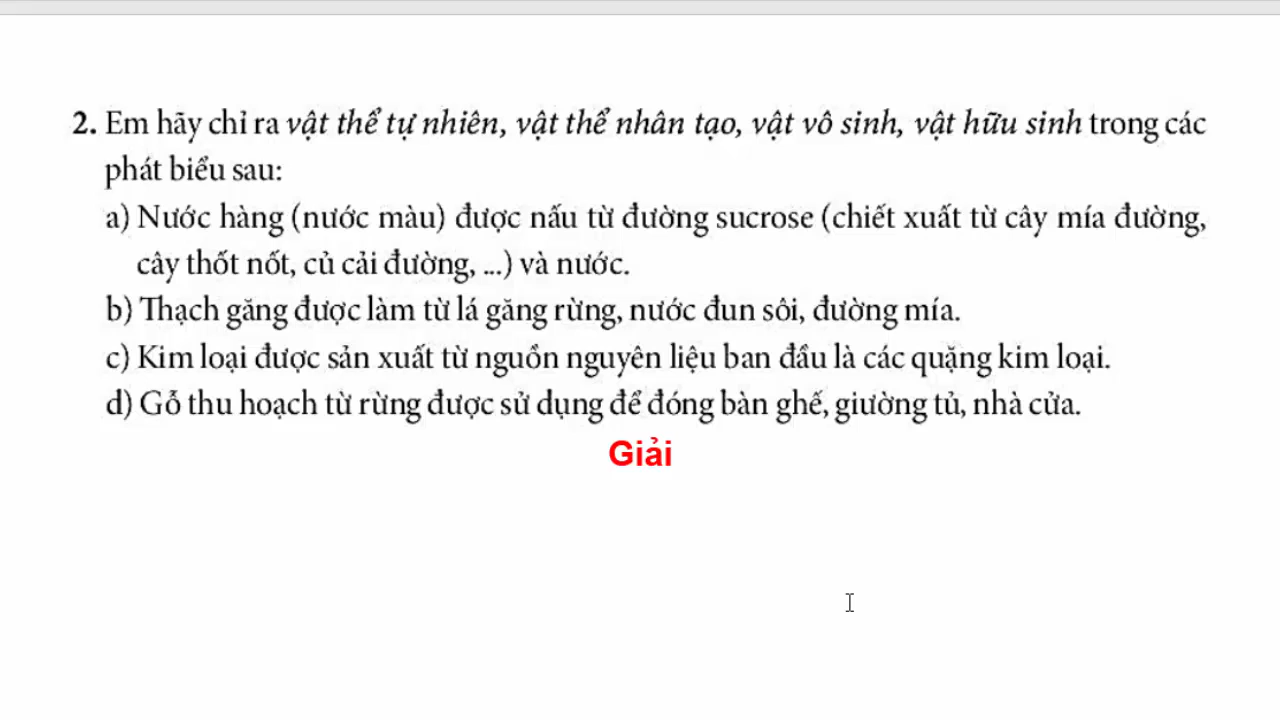 2. Em hãy chỉ ra vật thể tự nhiên, vật thể nhân tạo, vật vô sinh, vật hữu sinh trong các
phát biểu sau:
a) Nước hàng (nước màu) được nấu từ đường sucrose (chiết xuất từ cây mía đường,
cây thốt nốt, củ cải đường, ...) và nước.
b) Thạch găng được làm từ lá găng rừng, nước đun sôi, đường mía.
c) Kim loại được sản xuất từ nguồn nguyên liệu ban đầu là các quặng kim loại.
d) Gỗ thu hoạch từ rừng được sử dụng để đóng bàn ghế, giường tủ, nhà cửa.
Giải